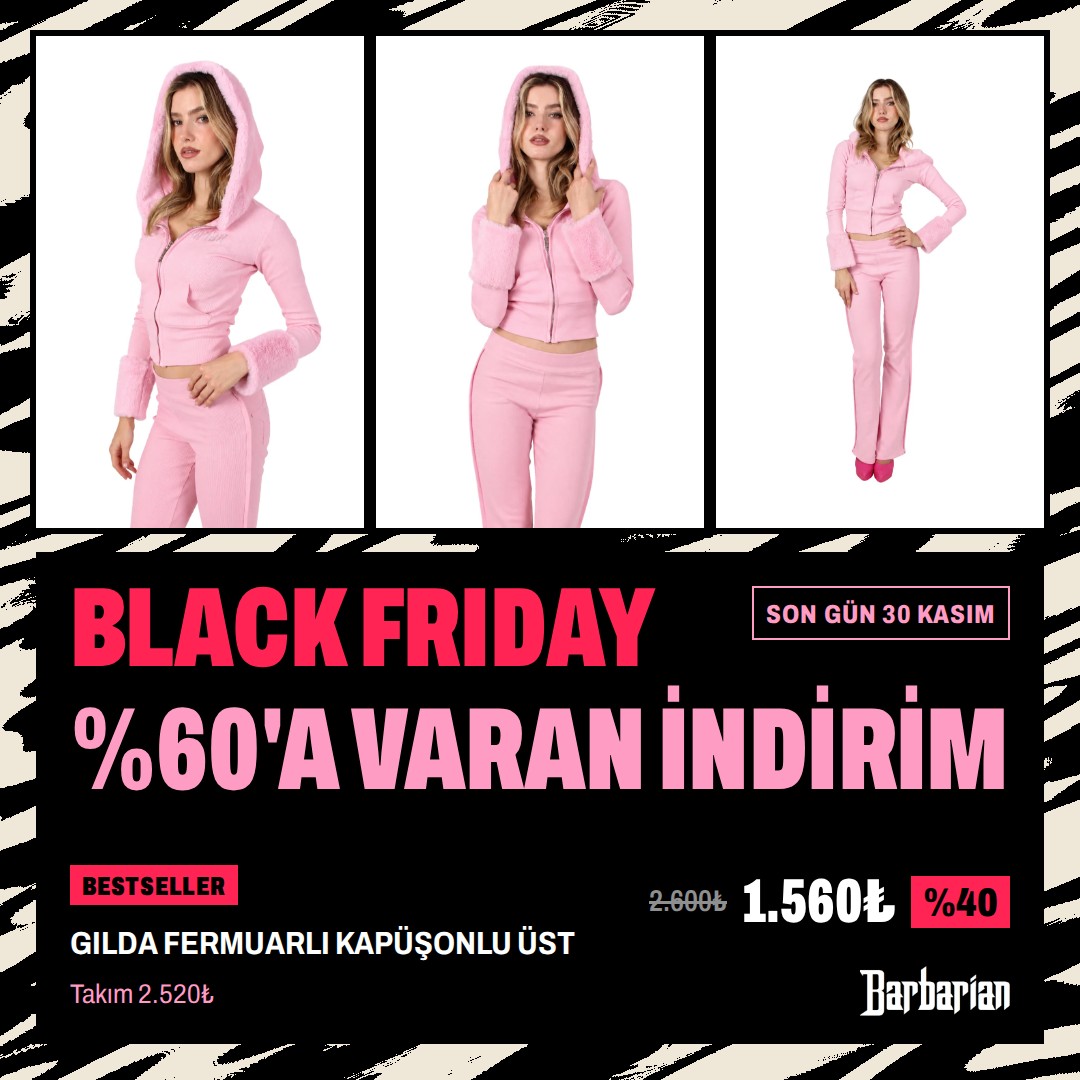 BLACK FRIDAY
SON GÜN 30 KASIM
%60'A VARAN İNDİRİM
BESTSELLER
2.600₺ 1.560₺ %40
GILDA FERMUARLI KAPÜŞONLU ÜST
Takım 2.520₺
Barbarian